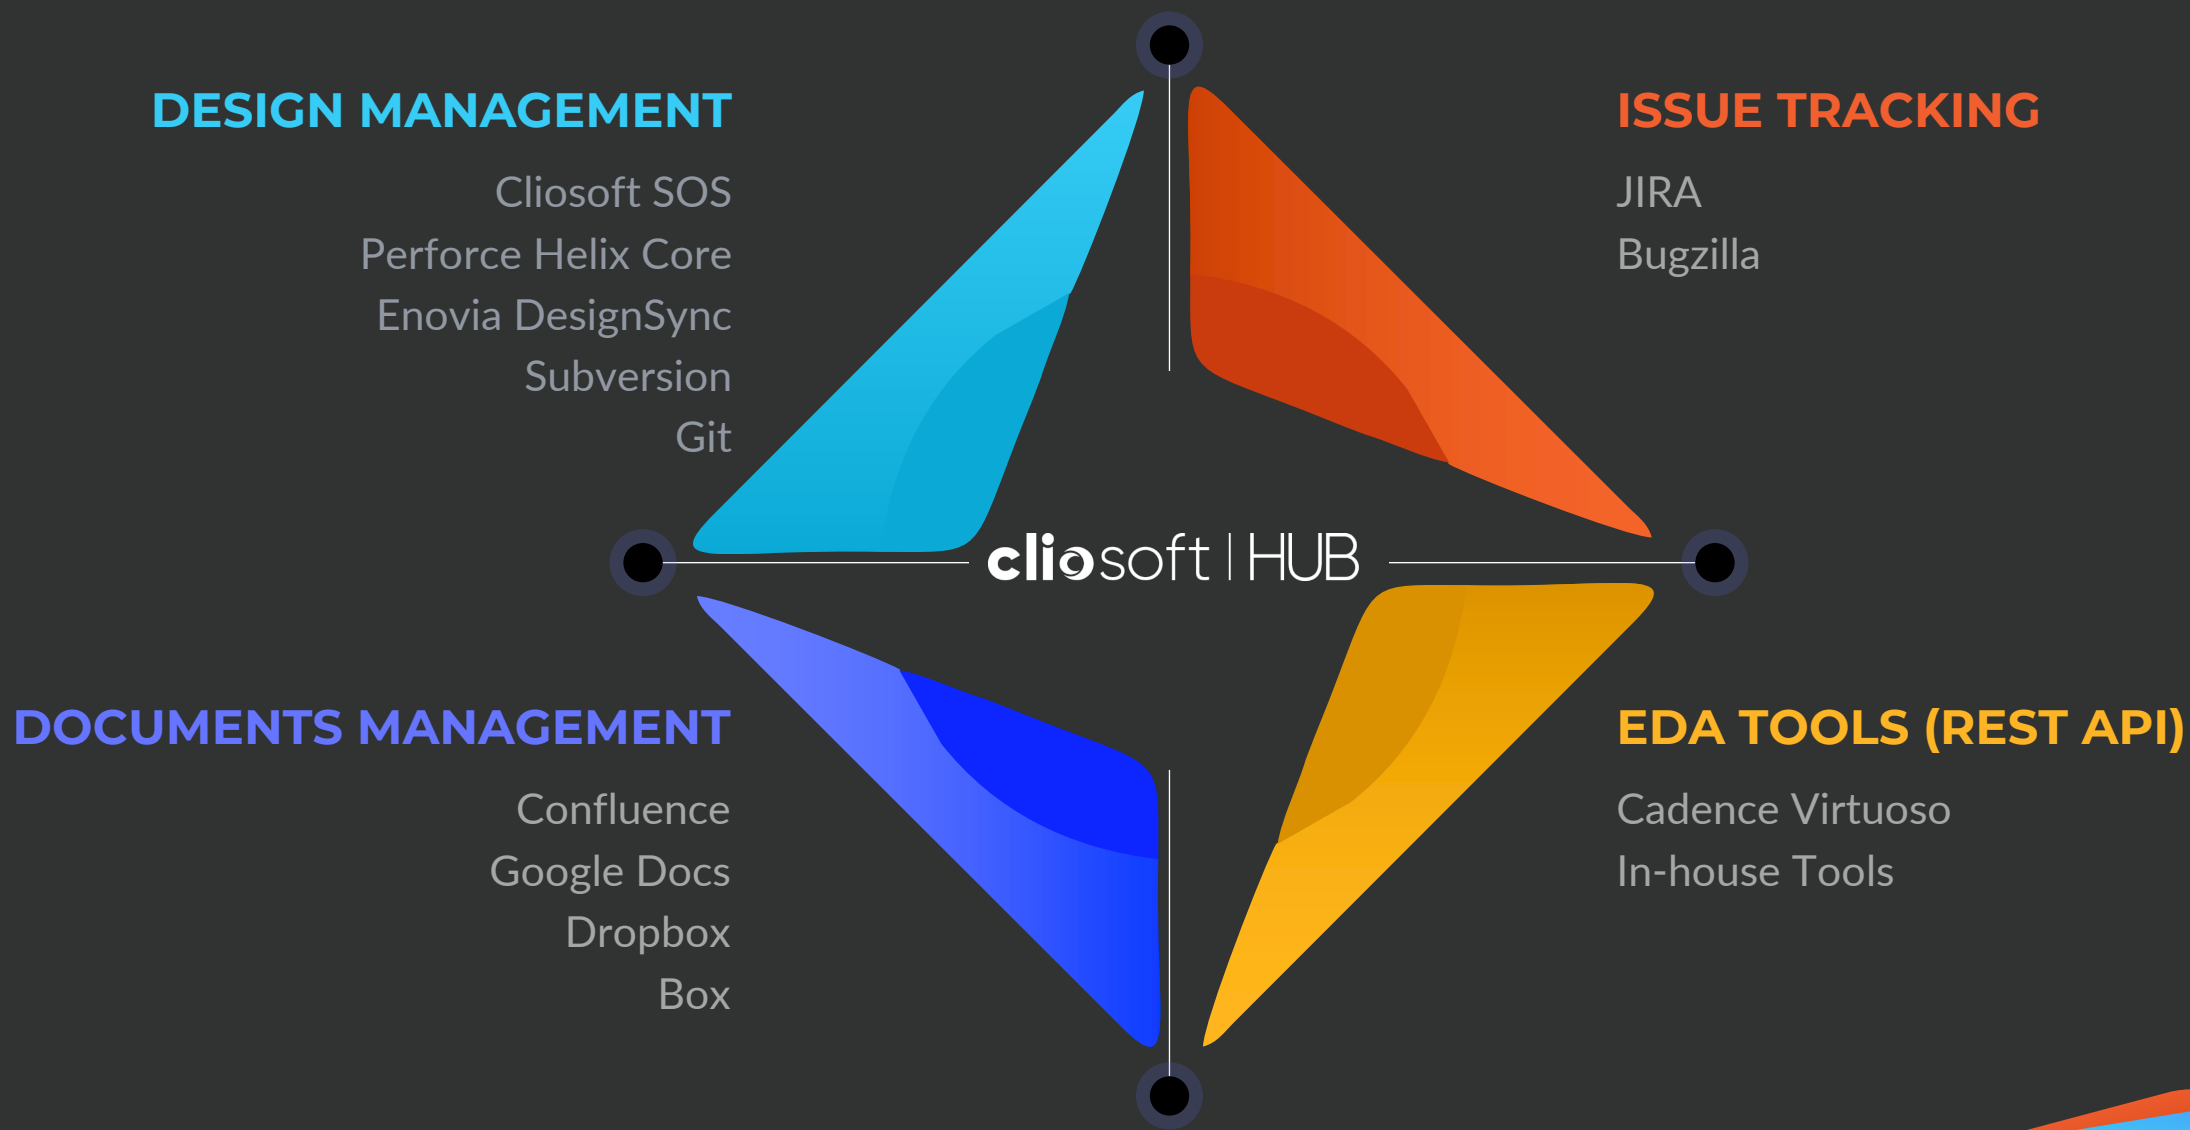 DESIGN MANAGEMENT
Cliosoft SOS
Perforce Helix Core
Enovia DesignSync
Subversion
Git
ISSUE TRACKING
JIRA
Bugzilla
cliosoft | HUB
DOCUMENTS MANAGEMENT
Confluence
Google Docs
Dropbox
Box
EDA TOOLS (REST API)
Cadence Virtuoso
In-house Tools